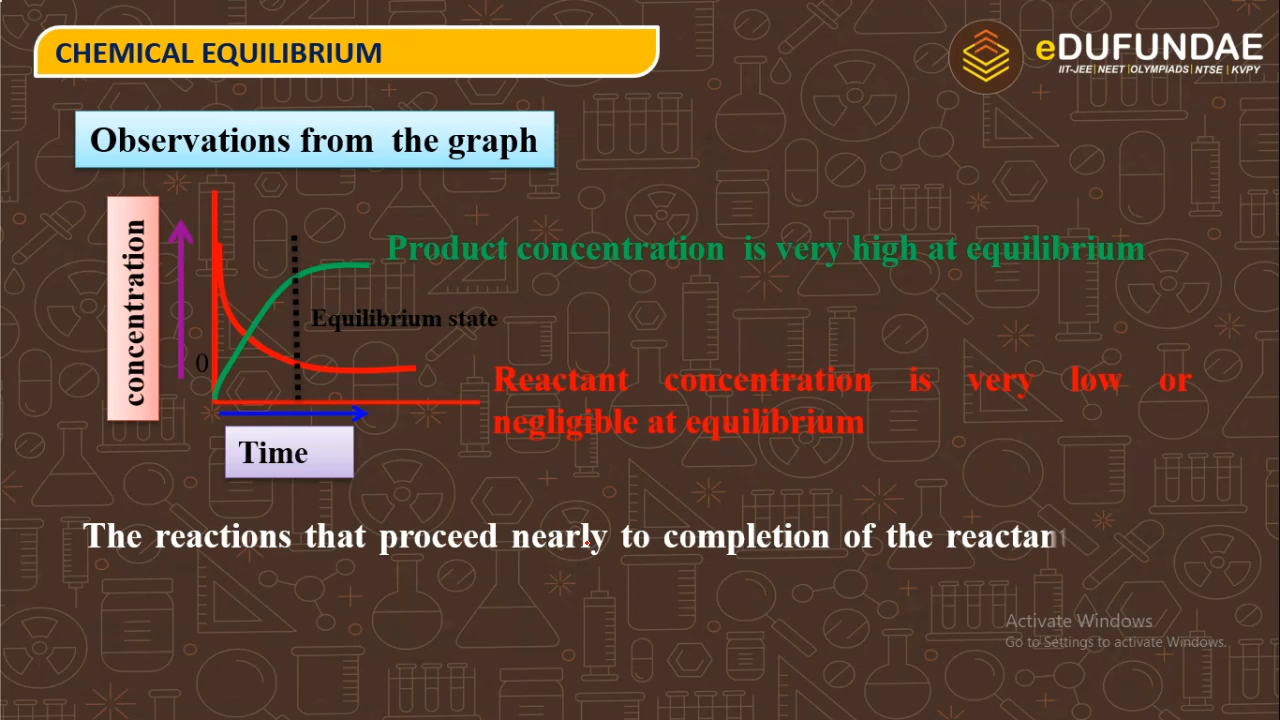 CHEMICAL EQUILIBRIUM
eDUFUNDAE
IIT-JEE|NEET |OLYMPIADS|NTSE | KVPY
Observations from the graph
concentration
Product concentration is very high at equilibrium
Equilibrium state
0
Reactant concentration is very low or
negligible at equilibrium
Time
The reactions that proceed nearly to completion of the reactant
Activate Windows
Go to Settings to activate Windows.